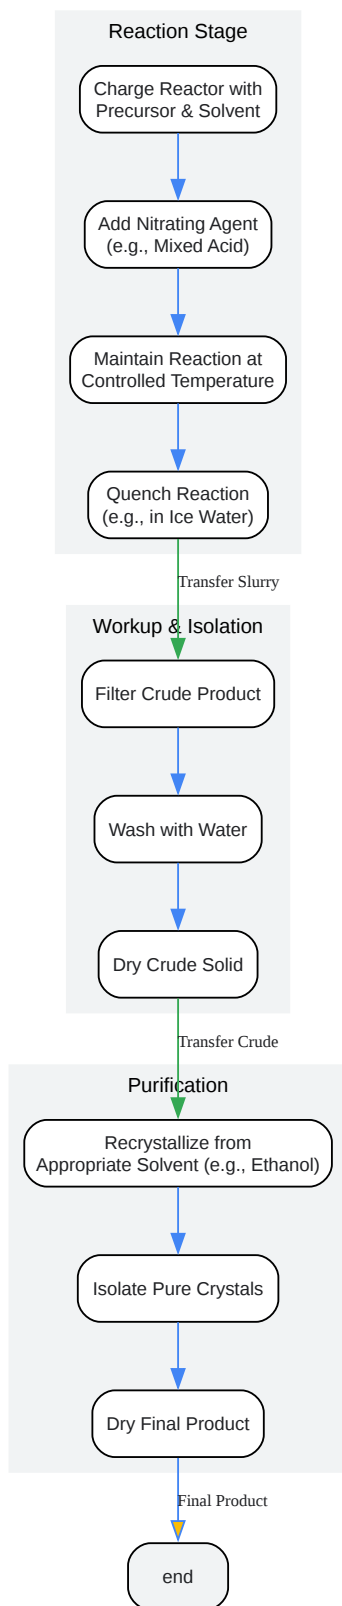 Reaction Stage
Charge Reactor with
Precursor & Solvent
Add Nitrating Agent
(e.g., Mixed Acid)
Maintain Reaction at
Controlled Temperature
Quench Reaction
(e.g., in Ice Water)
Transfer Slurry
Workup & Isolation
Filter Crude Product
Wash with Water
Dry Crude Solid
Transfer Crude
Purification
Recrystallize from
Appropriate Solvent (e.g., Ethanol)
Isolate Pure Crystals
Dry Final Product
Final Product
end